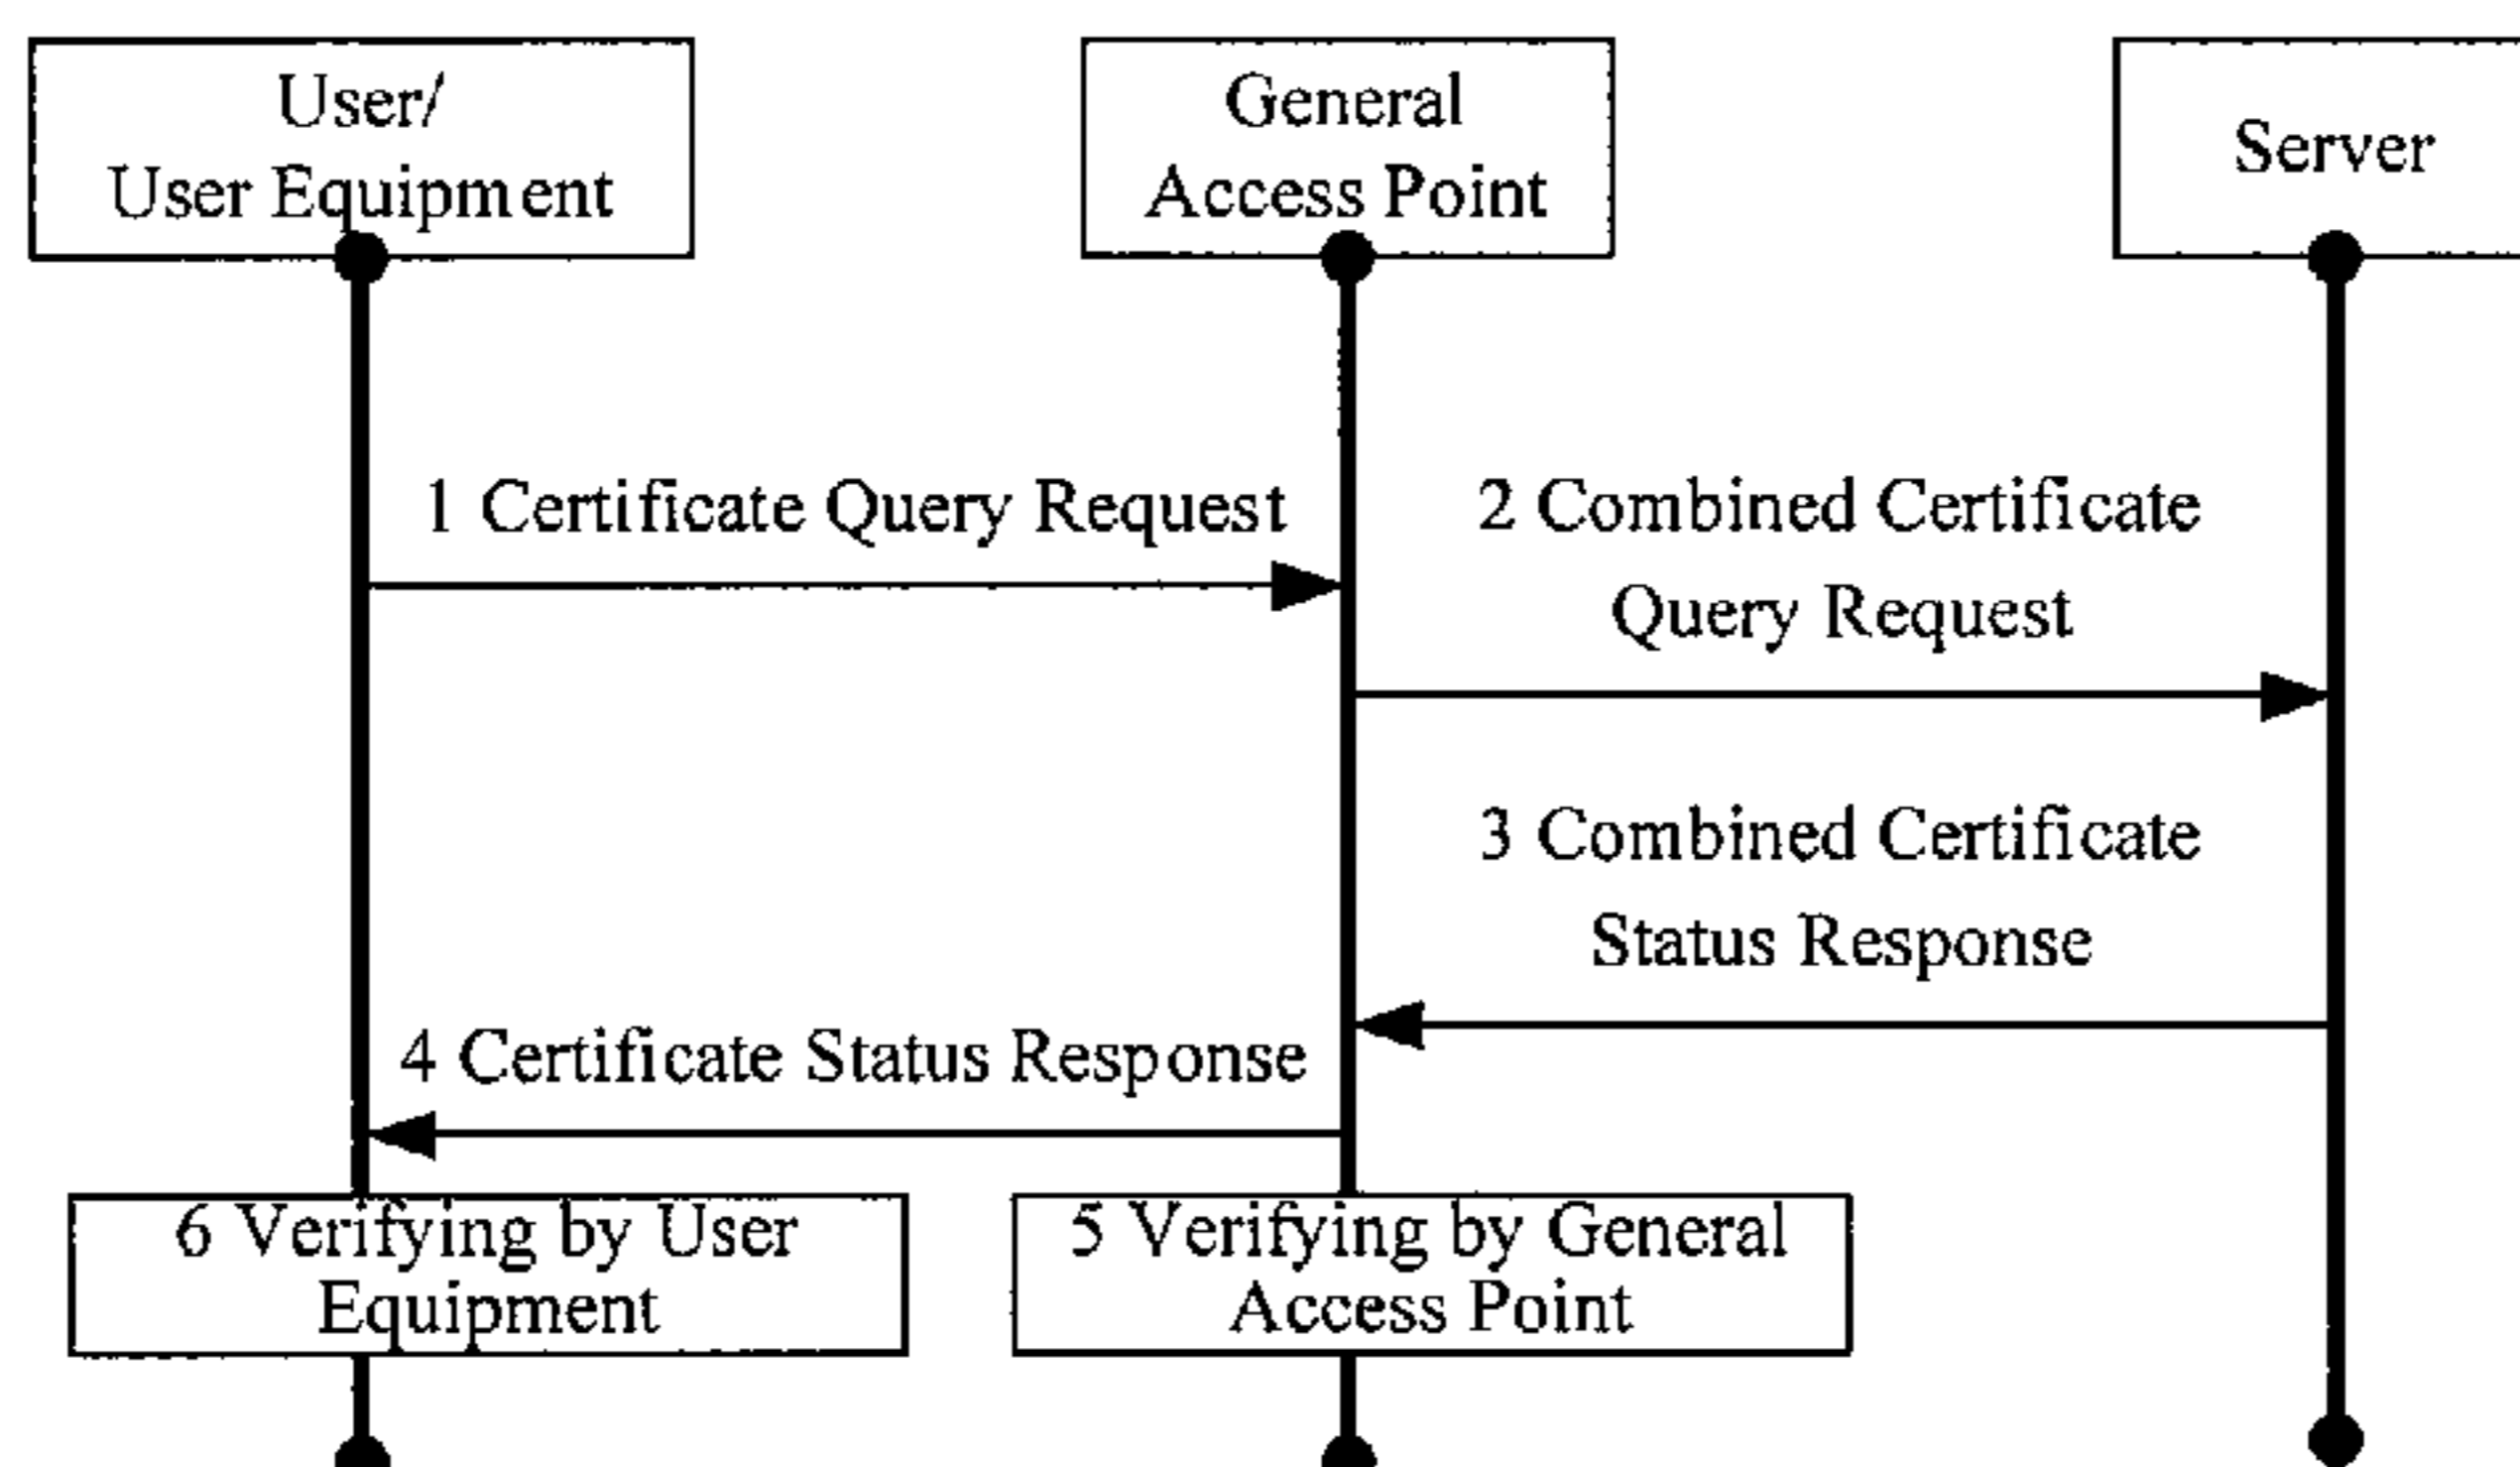 User/
User Equipment
General
Access Point
Server
1 Certificate Query Request
2 Combined Certificate
Query Request
3 Combined Certificate
Status Response
4 Certificate Status Response
6 Verifying by User
Equipment
5 Verifying by General
Access Point